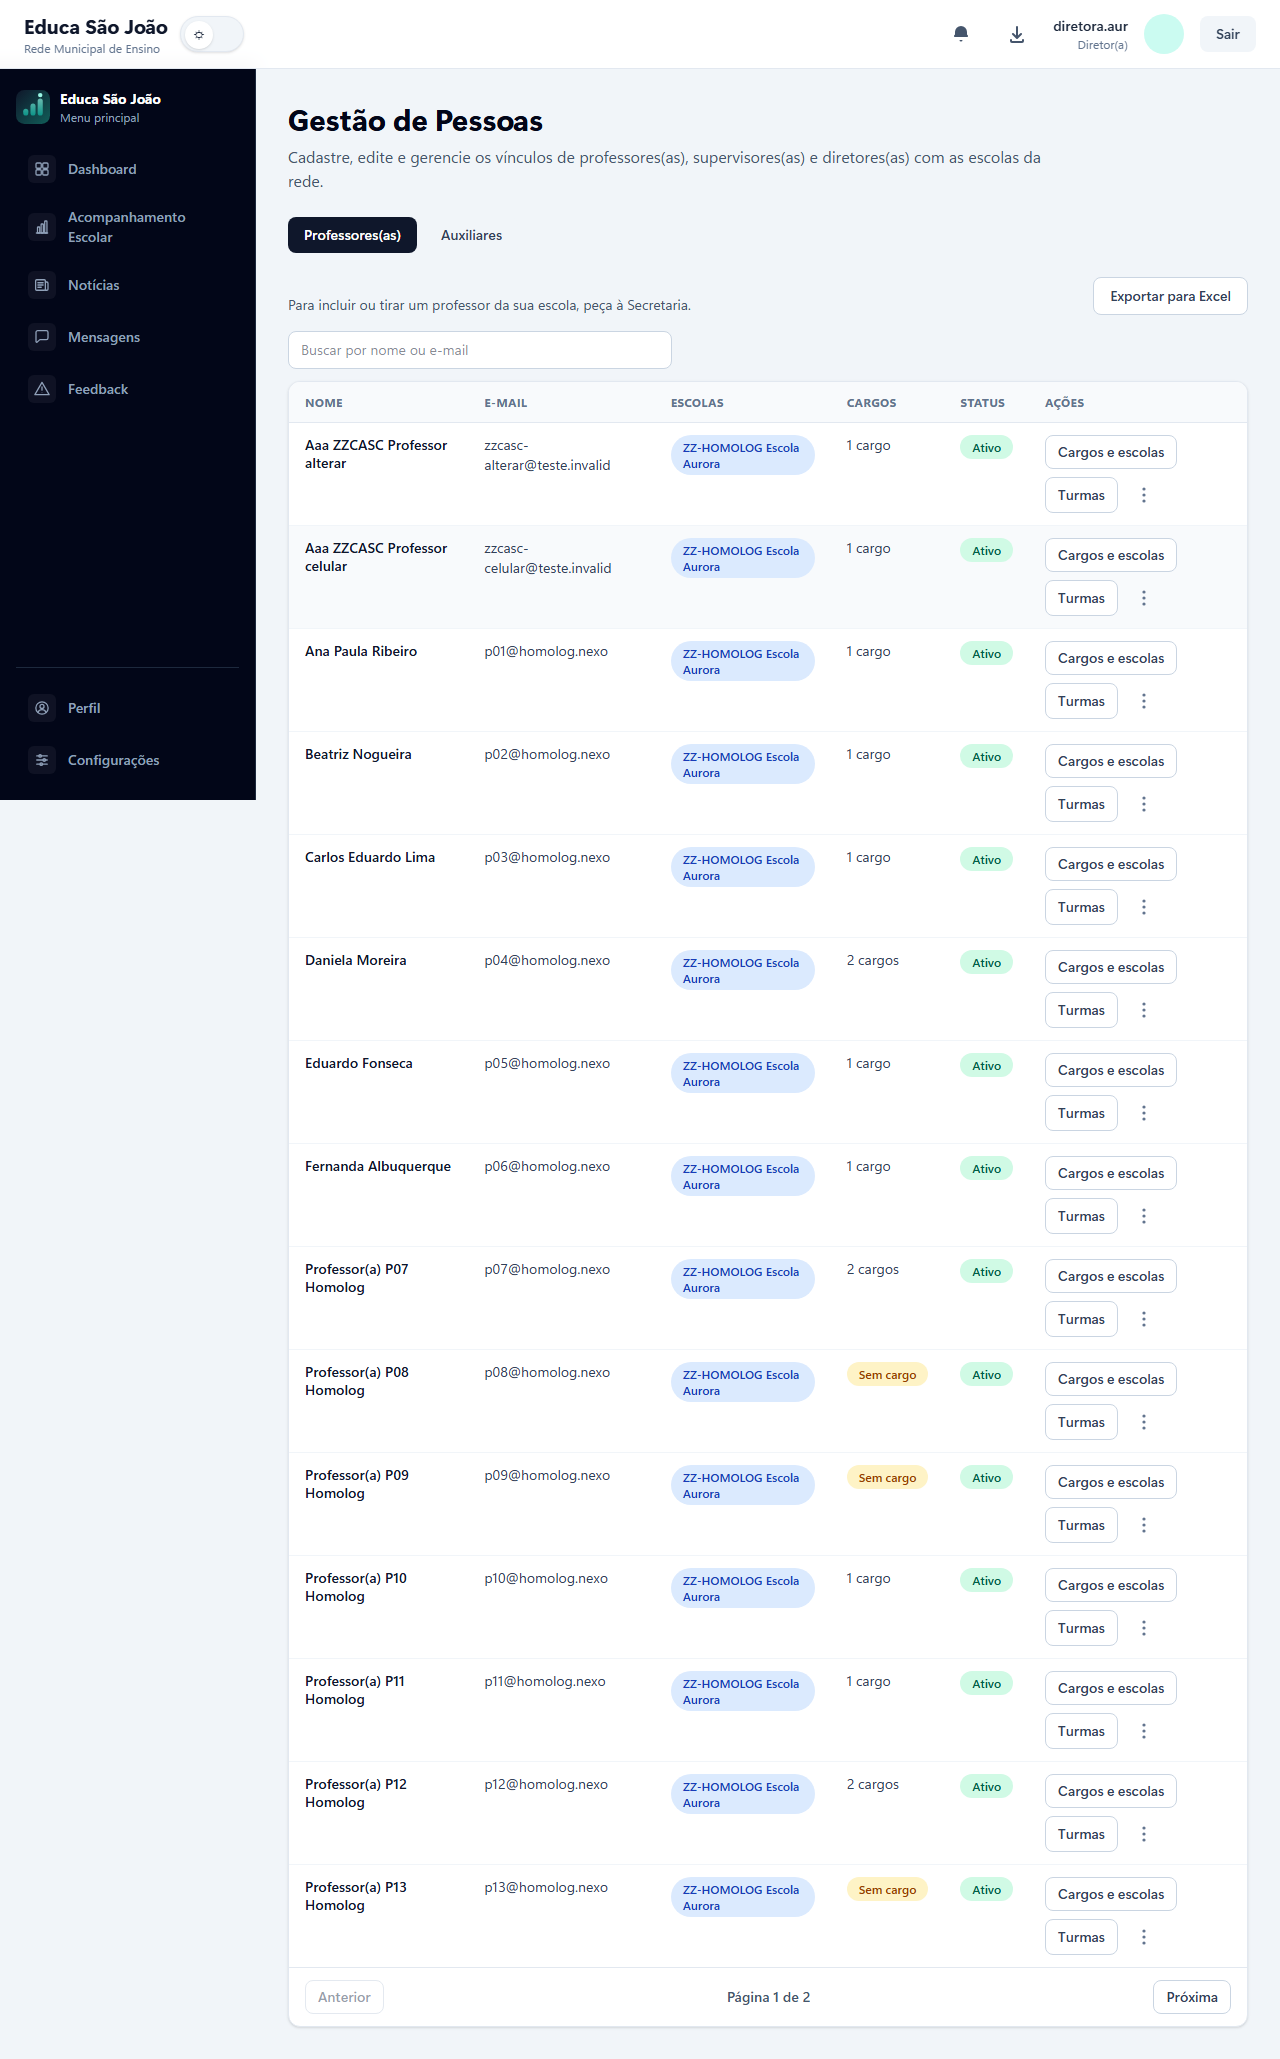 Educa São João
Rede Municipal de Ensino
diretora.aur
Diretor(a)
Sair
Educa São João
Menu principal
Dashboard
Acompanhamento
Escolar
Notícias
Mensagens
Feedback
Perfil
Configurações
Gestão de Pessoas
Cadastre, edite e gerencie os vínculos de professores(as), supervisores(as) e diretores(as) com as escolas da
rede.
Professores(as)
Auxiliares
Para incluir ou tirar um professor da sua escola, peça à Secretaria.
Exportar para Excel
Buscar por nome ou e-mail
NOME E-MAIL ESCOLAS CARGOS STATUS AÇÕES
Aaa ZZCASC Professor
alterar
zzcasc-
alterar@teste.invalid
ZZ-HOMOLOG Escola
Aurora
1 cargo
Ativo
Cargos e escolas
Turmas
Aaa ZZCASC Professor
celular
zzcasc-
celular@teste.invalid
ZZ-HOMOLOG Escola
Aurora
1 cargo
Ativo
Cargos e escolas
Turmas
Ana Paula Ribeiro
p01@homolog.nexo
ZZ-HOMOLOG Escola
Aurora
1 cargo
Ativo
Cargos e escolas
Turmas
Beatriz Nogueira
p02@homolog.nexo
ZZ-HOMOLOG Escola
Aurora
1 cargo
Ativo
Cargos e escolas
Turmas
Carlos Eduardo Lima
p03@homolog.nexo
ZZ-HOMOLOG Escola
Aurora
1 cargo
Ativo
Cargos e escolas
Turmas
Daniela Moreira
p04@homolog.nexo
ZZ-HOMOLOG Escola
Aurora
2 cargos
Ativo
Cargos e escolas
Turmas
Eduardo Fonseca
p05@homolog.nexo
ZZ-HOMOLOG Escola
Aurora
1 cargo
Ativo
Cargos e escolas
Turmas
Fernanda Albuquerque
p06@homolog.nexo
ZZ-HOMOLOG Escola
Aurora
1 cargo
Ativo
Cargos e escolas
Turmas
Professor(a) P07
Homolog
p07@homolog.nexo
ZZ-HOMOLOG Escola
Aurora
2 cargos
Ativo
Cargos e escolas
Turmas
Professor(a) P08
Homolog
p08@homolog.nexo
ZZ-HOMOLOG Escola
Aurora
Sem cargo
Ativo
Cargos e escolas
Turmas
Professor(a) P09
Homolog
p09@homolog.nexo
ZZ-HOMOLOG Escola
Aurora
Sem cargo
Ativo
Cargos e escolas
Turmas
Professor(a) P10
Homolog
p10@homolog.nexo
ZZ-HOMOLOG Escola
Aurora
1 cargo
Ativo
Cargos e escolas
Turmas
Professor(a) P11
Homolog
p11@homolog.nexo
ZZ-HOMOLOG Escola
Aurora
1 cargo
Ativo
Cargos e escolas
Turmas
Professor(a) P12
Homolog
p12@homolog.nexo
ZZ-HOMOLOG Escola
Aurora
2 cargos
Ativo
Cargos e escolas
Turmas
Professor(a) P13
Homolog
p13@homolog.nexo
ZZ-HOMOLOG Escola
Aurora
Sem cargo
Ativo
Cargos e escolas
Turmas
Anterior
Página 1 de 2
Próxima